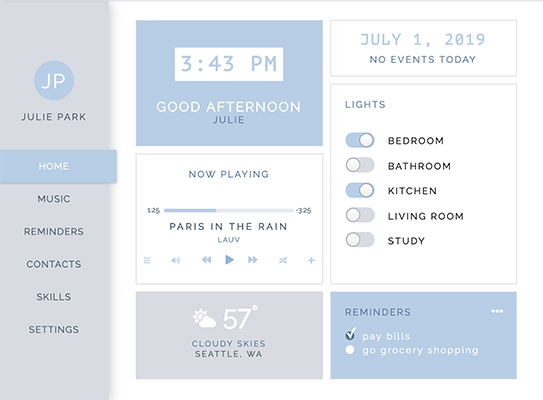 JP
JULIE PARK
HOME
MUSIC
REMINDERS
CONTACTS
SKILLS
SETTINGS
3:43 PM
GOOD AFTERNOON
JULIE
JULY 1, 2019
NO EVENTS TODAY
NOW PLAYING
1:25 -3:25
PARIS IN THE RAIN
LAUV
LIGHTS
BEDROOM
BATHROOM
KITCHEN
LIVING ROOM
STUDY
57°
CLOUDY SKIES
SEATTLE, WA
REMINDERS
pay bills
go grocery shopping